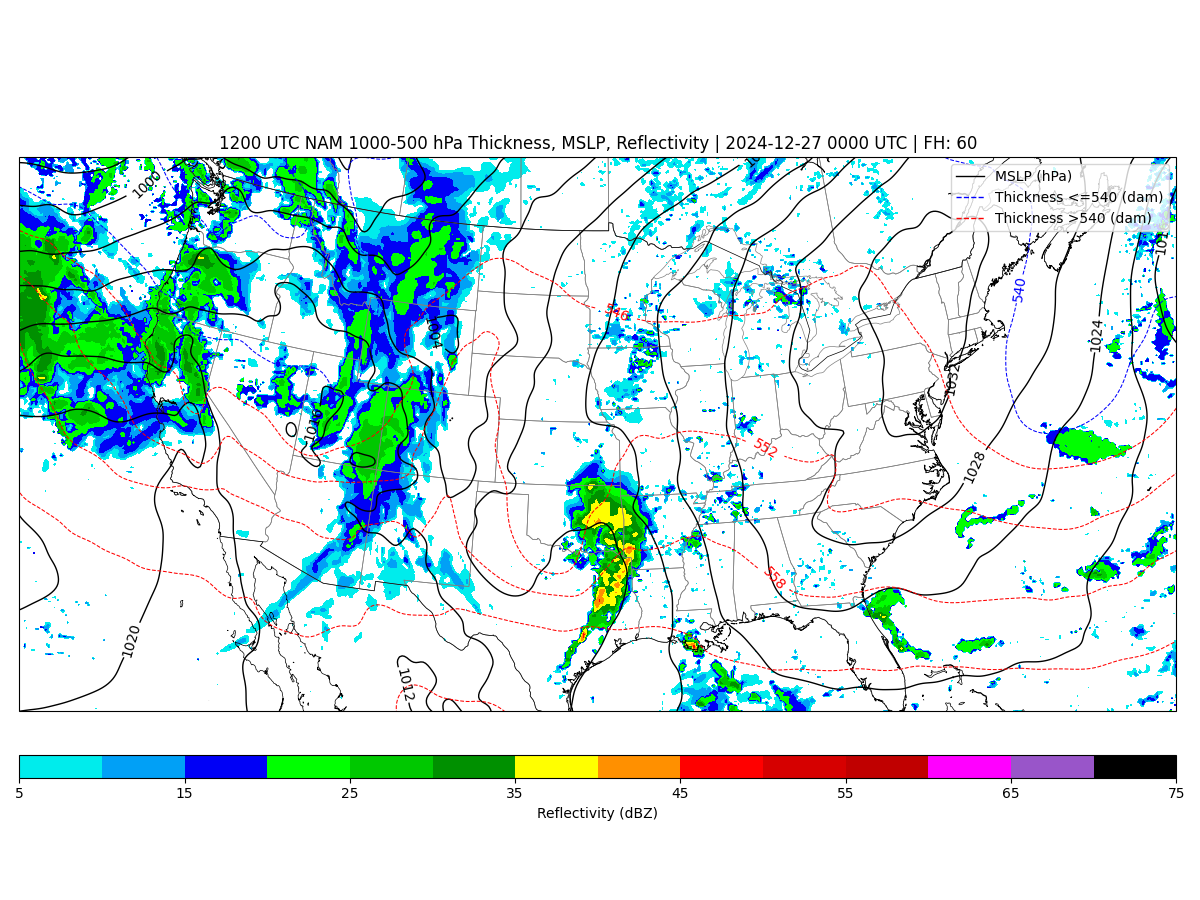 1200 UTC NAM 1000-500 hPa Thickness, MSLP, Reflectivity | 2024-12-27 0000 UTC | FH: 60
MSLP (hPa)
Thickness <=540 (dam)
Thickness >540 (dam)
1000
540
546
1024
1032
1000
552
1028
558
1020
1012
5 15 25 35 45 55 65 75
Reflectivity (dBZ)